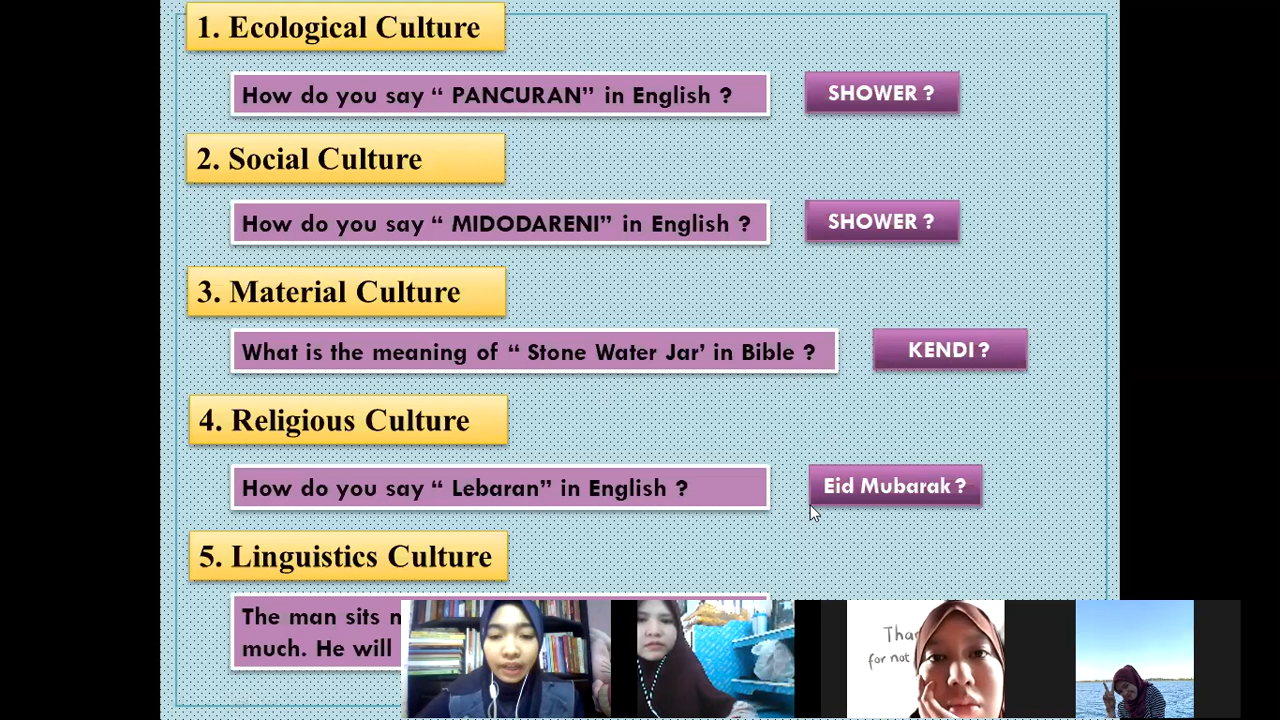 1. Ecological Culture
How do you say “ PANCURAN” in English ?
SHOWER ?
2. Social Culture
How do you say “ MIDODARENI” in English ?
SHOWER ?
3. Material Culture
What is the meaning of “ Stone Water Jar’ in Bible ?
KENDI ?
4. Religious Culture
How do you say “ Lebaran” in English ?
Eid Mubarak ?
5. Linguistics Culture
The man sits
much. He will
for not